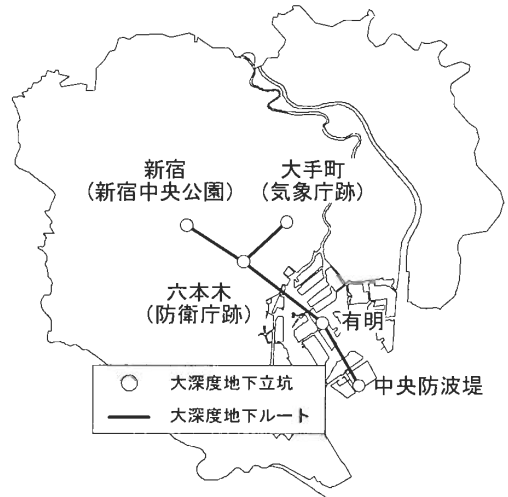 新宿
(新宿中央公園)
大手町
(気象庁跡)
六本木
(防衛庁跡)
有明
中央防波堤
大深度地下立坑
大深度地下ルート